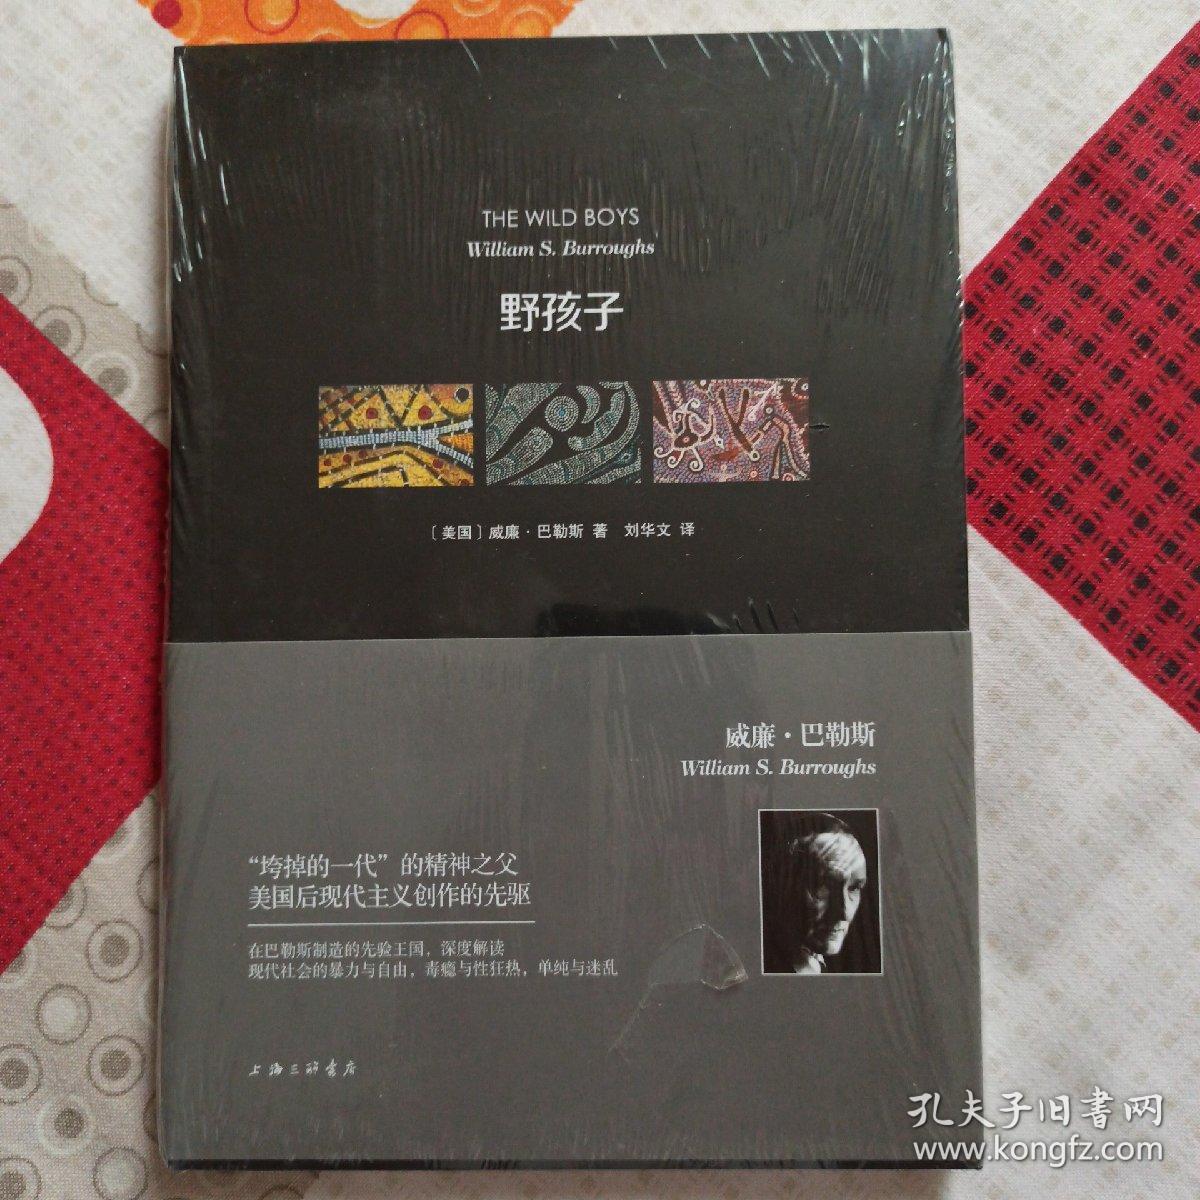 THE WILD BOYS
William S. Burroughs
野孩子
［美国］威廉·巴勒斯 著 刘华文 译
威廉·巴勒斯
William S. Burroughs
“垮掉的一代”的精神之父
美国后现代主义创作的先驱
在巴勒斯制造的先验王国，深度解读
现代社会的暴力与自由，毒瘾与性狂热，单纯与迷乱
上海三联书店
孔夫子旧书网
www.kongfz.com